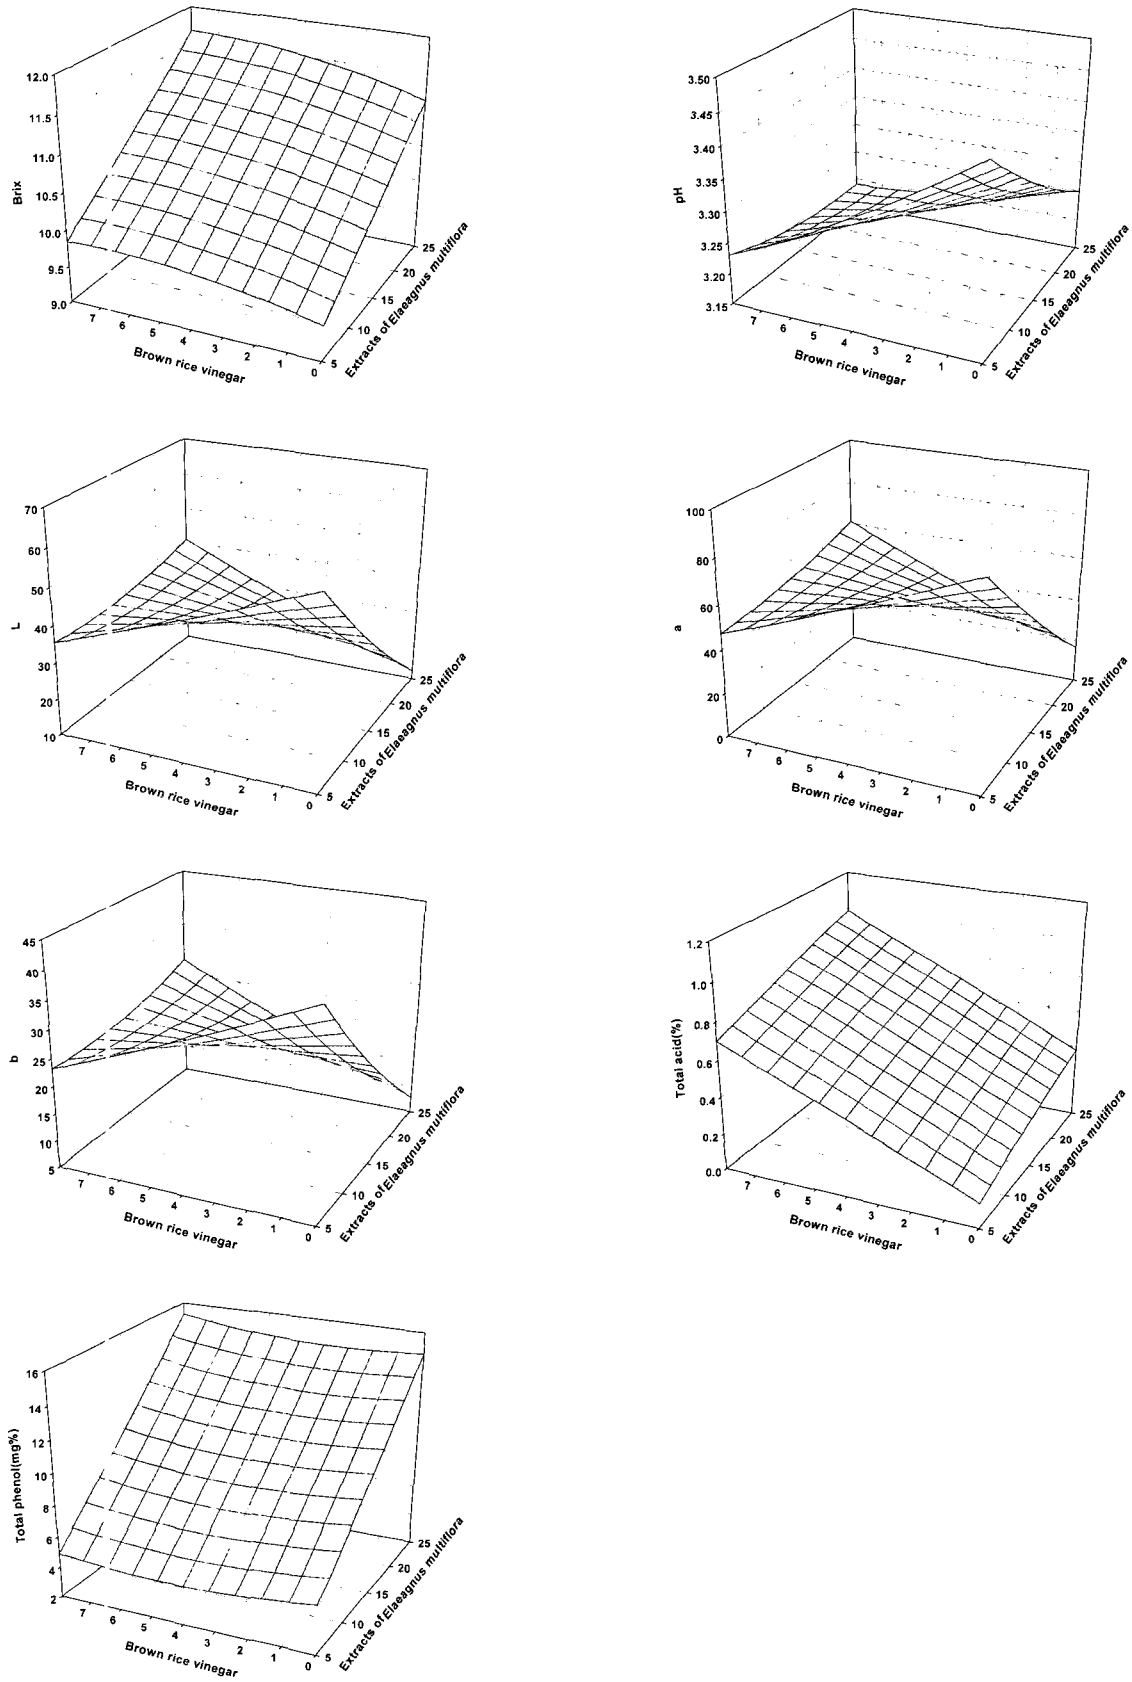 12.0
11.5
11.0
10.5
10.0
9.5
9.0
Brix
7 6 5 4 3 2 1 0
Brown rice vinegar
5 10 15 20 25
Extracts of Elaeagnus multiflora
3.50
3.45
3.40
3.35
3.30
3.25
3.20
3.15
pH
7 6 5 4 3 2 1 0
Brown rice vinegar
5 10 15 20 25
Extracts of Elaeagnus multiflora
70
60
50
40
30
20
10
L
7 6 5 4 3 2 1 0
Brown rice vinegar
5 10 15 20 25
Extracts of Elaeagnus multiflora
100
80
60
40
20
0
a
7 6 5 4 3 2 1 0
Brown rice vinegar
5 10 15 20 25
Extracts of Elaeagnus multiflora
45
40
35
30
25
20
15
10
5
b
7 6 5 4 3 2 1 0
Brown rice vinegar
5 10 15 20 25
Extracts of Elaeagnus multiflora
1.2
1.0
0.8
0.6
0.4
0.2
0.0
Total acid(%)
7 6 5 4 3 2 1 0
Brown rice vinegar
5 10 15 20 25
Extracts of Elaeagnus multiflora
16
14
12
10
8
6
4
2
Total phenol(mg%)
7 6 5 4 3 2 1 0
Brown rice vinegar
5 10 15 20 25
Extracts of Elaeagnus multiflora